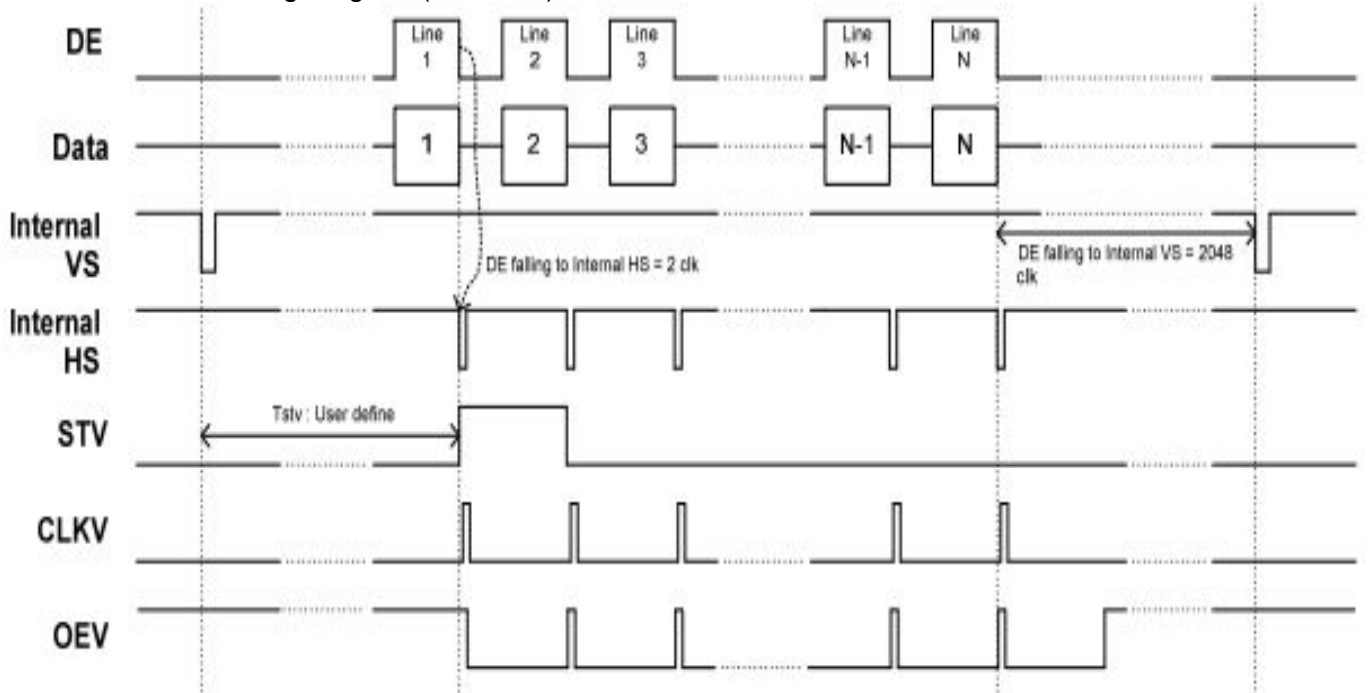 DE
Line
1
Line
2
Line
3
Line
N-1
Line
N
Data
1
2
3
N-1
N
Internal
VS
DE falling to Internal HS = 2 clk
DE falling to Internal VS = 2048
clk
Internal
HS
Tstv : User define
STV
CLKV
OEV